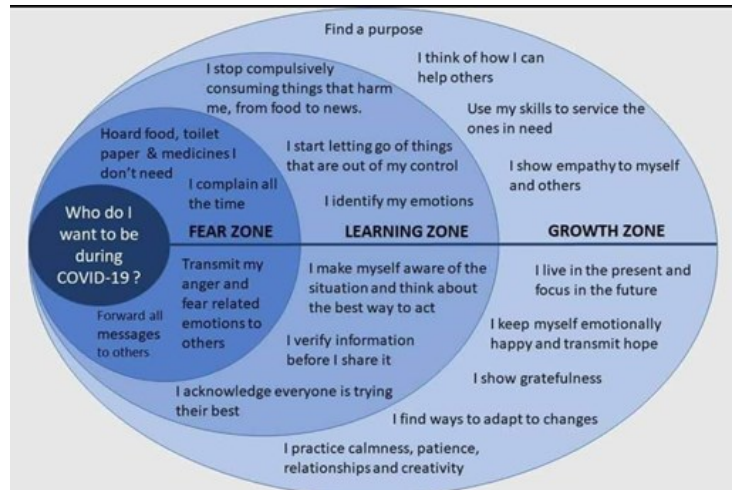 Find a purpose
I think of how I can
help others
I stop compulsively
consuming things that harm
me, from food to news.
Use my skills to service the
ones in need
Hoard food, toilet
paper & medicines I
don't need
I start letting go of things
that are out of my control
I show empathy to myself
and others
I complain all
the time
I identify my emotions
Who do I
want to be
during
COVID-19 ?
FEAR ZONE
LEARNING ZONE
GROWTH ZONE
Transmit my
anger and
fear related
emotions to
others
I make myself aware of the
situation and think about
the best way to act
I live in the present and
focus in the future
Forward all
messages
to others
I verify information
before I share it
I keep myself emotionally
happy and transmit hope
I acknowledge everyone is trying
their best
I show gratefulness
I find ways to adapt to changes
I practice calmness, patience,
relationships and creativity